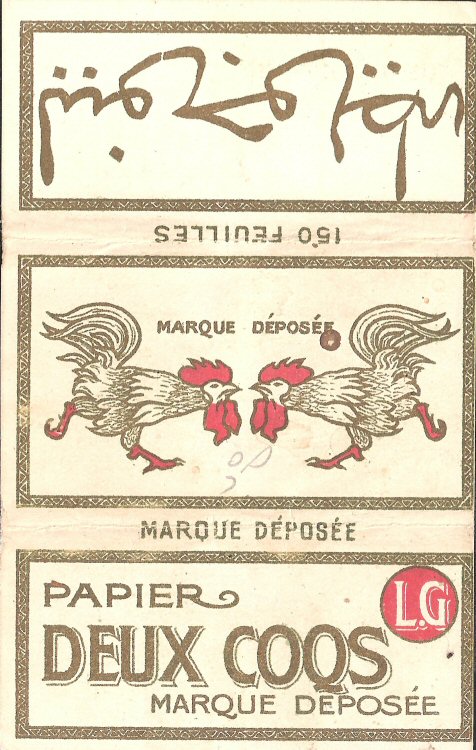 150 FEUILLES
MARQUE DÉPOSÉE
MARQUE DÉPOSÉE
PAPIER
L.G
DEUX COQS
MARQUE DÉPOSÉE